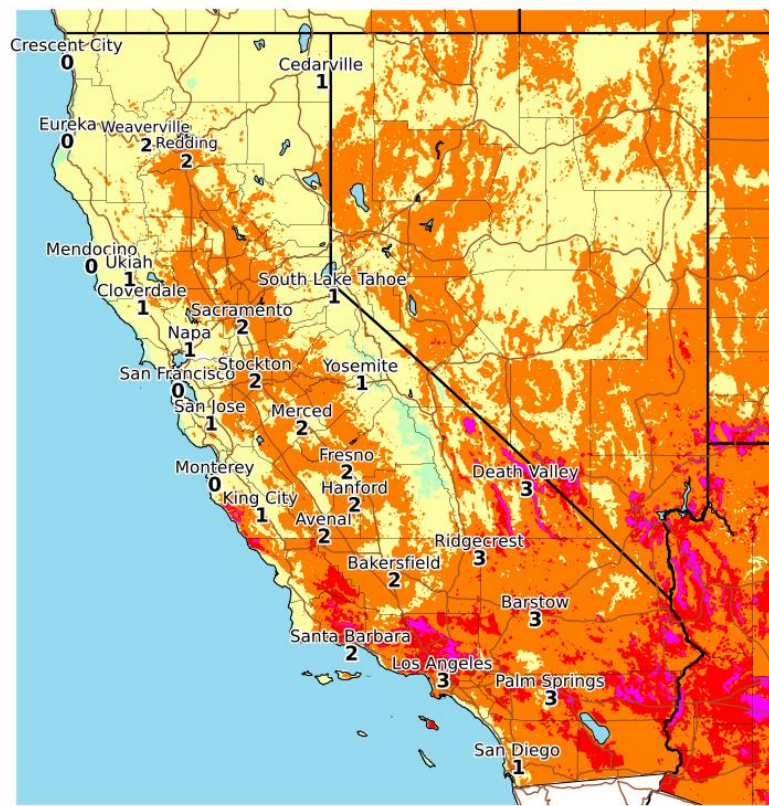 Crescent City
0
Cedarville
1
Eureka
0
Weaverville
2
Redding
2
Mendocino
0
Ukiah
1
Cloverdale
1
South Lake Tahoe
1
Sacramento
2
Napa
1
San Francisco
0
Stockton
2
Yosemite
1
San Jose
1
Merced
2
Monterey
0
Fresno
2
Death Valley
3
King City
1
Hanford
2
Avenal
2
Ridgecrest
3
Bakersfield
2
Barstow
3
Santa Barbara
2
Los Angeles
3
Palm Springs
3
San Diego
1